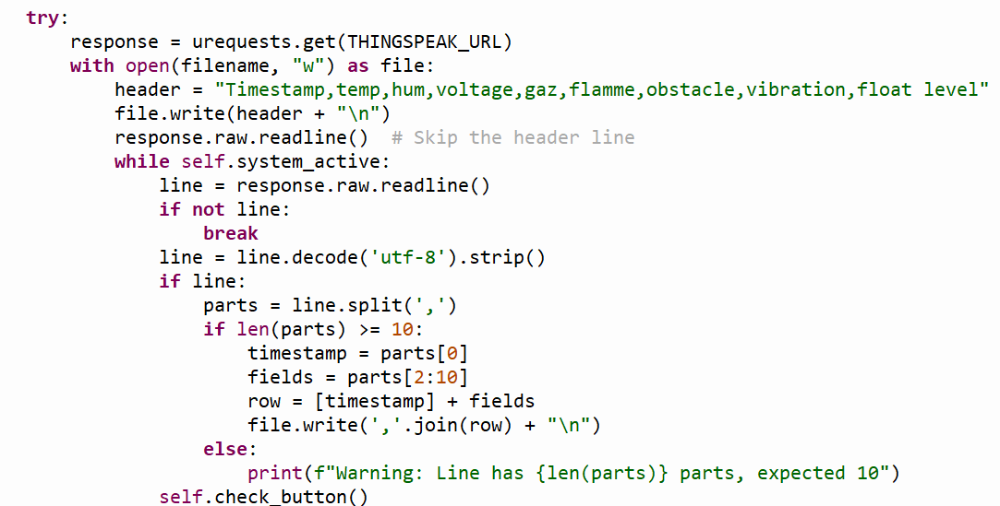 try:
    response = urequests.get(THINGSPEAK_URL)
    with open(filename, "w") as file:
        header = "Timestamp,temp,hum,voltage,gaz,flamme,obstacle,vibration,float level"
        file.write(header + "\n")
        response.raw.readline()  # Skip the header line
        while self.system_active:
            line = response.raw.readline()
            if not line:
                break
            line = line.decode('utf-8').strip()
            if line:
                parts = line.split(',')
                if len(parts) >= 10:
                    timestamp = parts[0]
                    fields = parts[2:10]
                    row = [timestamp] + fields
                    file.write(','.join(row) + "\n")
                else:
                    print(f"Warning: Line has {len(parts)} parts, expected 10")
            self.check_button()